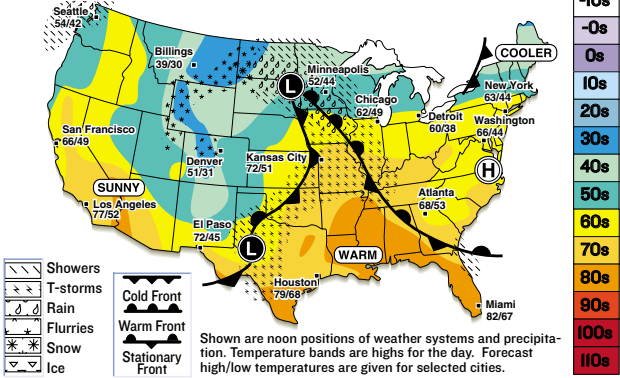 Seattle
54/42
Billings
39/30
Minneapolis
52/44
COOLER
New York
63/44
Chicago
62/49
Detroit
60/38
Washington
66/44
San Francisco
66/49
Denver
51/31
Kansas City
72/51
L
H
SUNNY
Los Angeles
77/52
Atlanta
68/53
El Paso
72/45
L
WARM
Houston
79/68
Miami
82/67
-10s
-0s
0s
10s
20s
30s
40s
50s
60s
70s
80s
90s
100s
110s
Showers
T-storms
Rain
Flurries
Snow
Ice
Cold Front
Warm Front
Stationary
Front
Shown are noon positions of weather systems and precipita-
tion. Temperature bands are highs for the day. Forecast
high/low temperatures are given for selected cities.